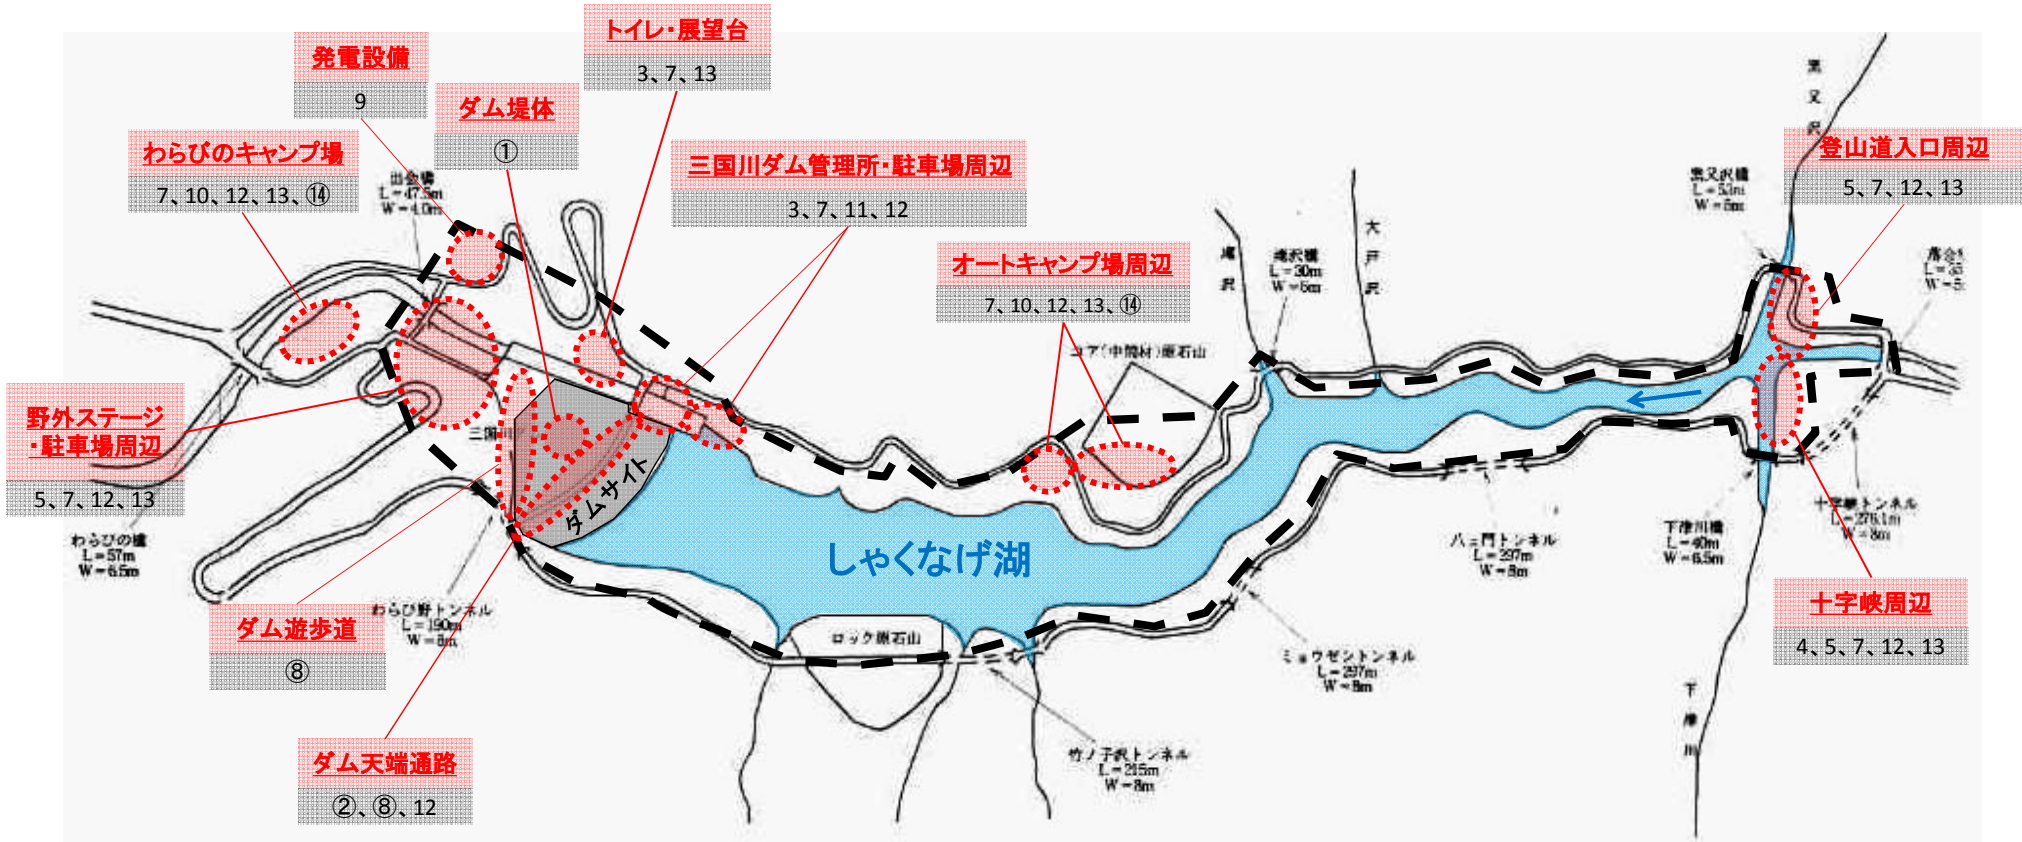 トイレ・展望台
3、7、13
発電設備
9
ダム堤体
①
わらびのキャンプ場
7、10、12、13、⑭
三国川ダム管理所・駐車場周辺
3、7、11、12
登山道入口周辺
5、7、12、13
オートキャンプ場周辺
7、10、12、13、⑭
野外ステージ
・駐車場周辺
5、7、12、13
ダム遊歩道
⑧
ダム天端通路
②、⑧、12
十字峡周辺
4、5、7、12、13
しゃくなげ湖
ダムサイト
出合橋
L=47.5m
W=4.0m
黒又沢
黒又沢橋
L=53m
W=5m
滝沢
滝沢橋
L=30m
W=6m
大戸沢
コア(中間材)原石山
わらびの橋
L=57m
W=6.5m
わらび野トンネル
L=190m
W=8m
ロック原石山
竹ノ子沢トンネル
L=215m
W=8m
ミョウゼントンネル
L=297m
W=8m
L=297m
W=8m
下津川橋
L=40m
W=6.5m
十字峡トンネル
L=276.1m
W=8m
下津川